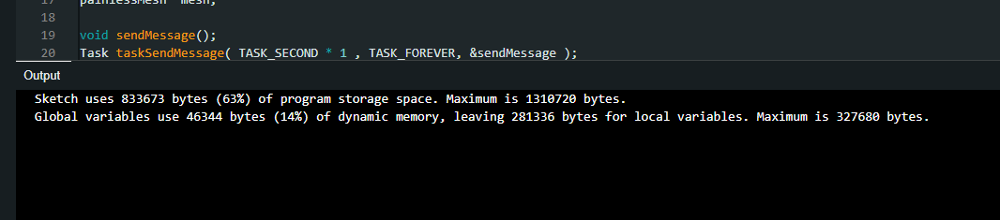 17 painlessMesh mesh;
18
19 void sendMessage();
20 Task taskSendMessage( TASK_SECOND * 1 , TASK_FOREVER, &sendMessage );
Output
Sketch uses 833673 bytes (63%) of program storage space. Maximum is 1310720 bytes.
Global variables use 46344 bytes (14%) of dynamic memory, leaving 281336 bytes for local variables. Maximum is 327680 bytes.